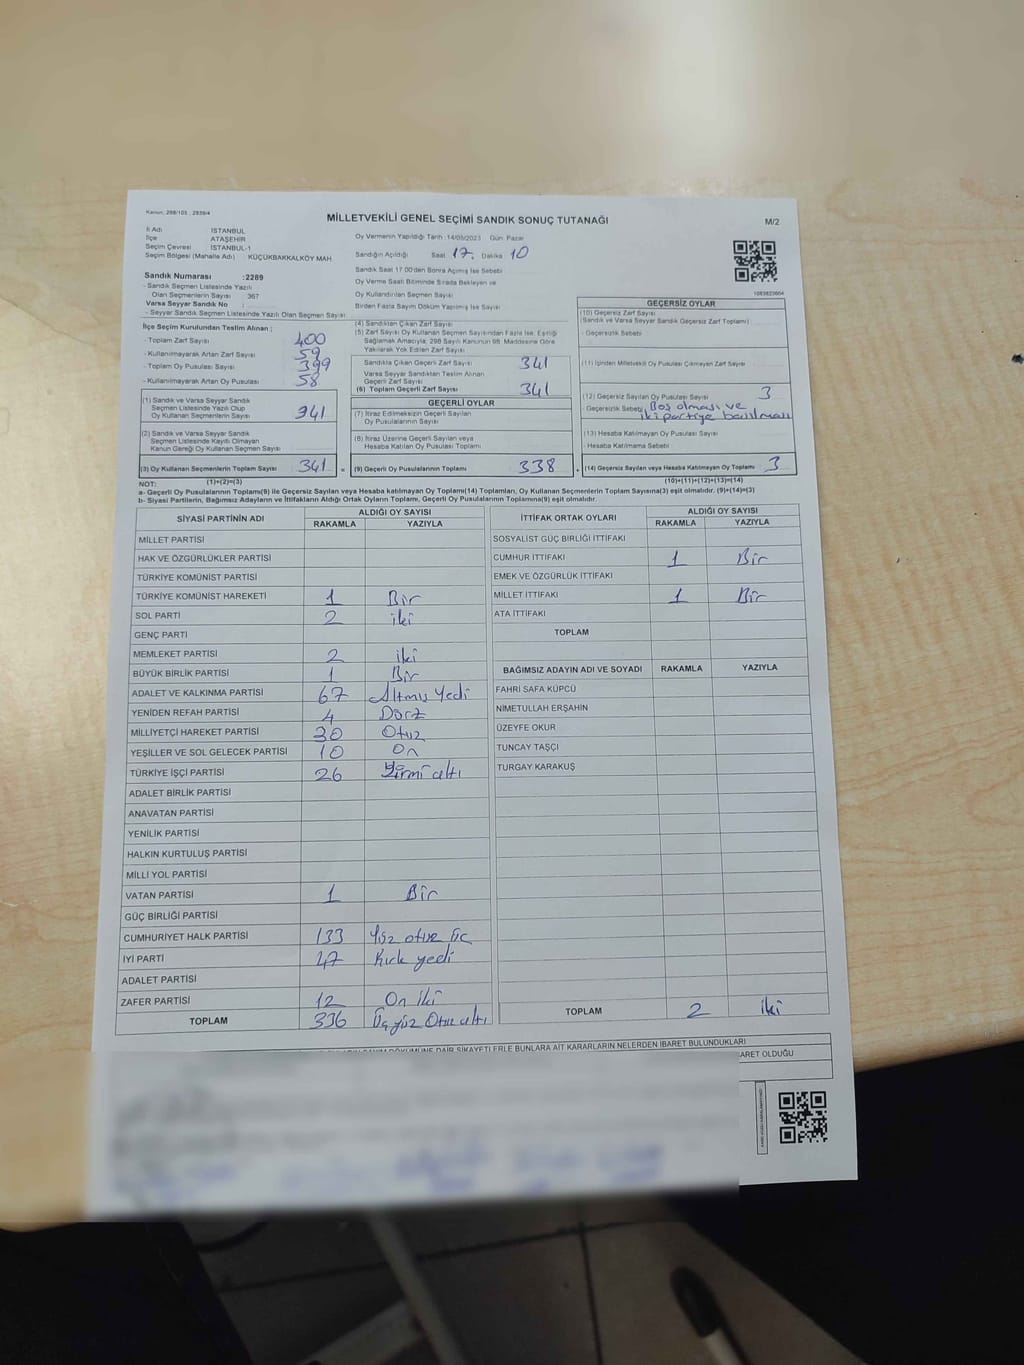 Kanun: 298/105 , 2839/4
MİLLETVEKİLİ GENEL SEÇİMİ SANDIK SONUÇ TUTANAĞI
M/2
İl Adı İSTANBUL
İlçe ATAŞEHİR
Seçim Çevresi İSTANBUL-1
Seçim Bölgesi (Mahalle Adı) KÜÇÜKBAKKALKÖY MAH
Sandık Numarası :2289
- Sandık Seçmen Listesinde Yazılı
Olan Seçmenlerin Sayısı 367
Varsa Seyyar Sandık No :
- Seyyar Sandık Seçmen Listesinde Yazılı Olan Seçmen Sayısı
İlçe Seçim Kurulundan Teslim Alınan ;
- Toplam Zarf Sayısı 400
- Kullanılmayarak Artan Zarf Sayısı 59
- Toplam Oy Pusulası Sayısı 399
- Kullanılmayarak Artan Oy Pusulası 58
(1) Sandık ve Varsa Seyyar Sandık
Seçmen Listesinde Yazılı Olup
Oy Kullanan Seçmenlerin Sayısı 341
(2) Sandık ve Varsa Seyyar Sandık
Seçmen Listesinde Kayıtlı Olmayan
Kanun Gereği Oy Kullanan Seçmen Sayısı
(3) Oy Kullanan Seçmenlerin Toplam Sayısı 341
(1)+(2)=(3)
Oy Vermenin Yapıldığı Tarih :14/05/2023 Gün: Pazar
Sandığın Açıldığı Saat 17. Dakika 10
Sandık Saat 17.00'den Sonra Açılmış İse Sebebi
Oy Verme Saati Bitiminde Sırada Bekleyen ve
Oy Kullandırılan Seçmen Sayısı
Birden Fazla Sayım Döküm Yapılmış İse Sayısı
(4) Sandıktan Çıkan Zarf Sayısı
(5) Zarf Sayısı Oy Kullanan Seçmen Sayısından Fazla İse, Eşitliği
Sağlamak Amacıyla, 298 Sayılı Kanunun 98. Maddesine Göre
Yakılarak Yok Edilen Zarf Sayısı
Sandıkta Çıkan Geçerli Zarf Sayısı 341
Varsa Seyyar Sandıktan Teslim Alınan
Geçerli Zarf Sayısı
(6) Toplam Geçerli Zarf Sayısı 341
GEÇERLİ OYLAR
(7) İtiraz Edilmeksizin Geçerli Sayılan
Oy Pusulalarının Sayısı
(8) İtiraz Üzerine Geçerli Sayılan veya
Hesaba Katılan Oy Pusulası Toplamı
= (9) Geçerli Oy Pusulalarının Toplamı 338
1083823604
GEÇERSİZ OYLAR
(10) Geçersiz Zarf Sayısı
(Sandık ve Varsa Seyyar Sandık Geçersiz Zarf Toplamı)
- Geçersizlik Sebebi
(11) İçinden Milletvekili Oy Pusulası Çıkmayan Zarf Sayısı
(12) Geçersiz Sayılan Oy Pusulası Sayısı 3
- Geçersizlik Sebebi Boş olması ve
iki partiye basılması
(13) Hesaba Katılmayan Oy Pusulası Sayısı
- Hesaba Katılmama Sebebi
+ (14) Geçersiz Sayılan veya Hesaba Katılmayan Oy Toplamı 3
(10)+(11)+(12)+(13)=(14)
NOT:
a- Geçerli Oy Pusulalarının Toplamı(9) ile Geçersiz Sayılan veya Hesaba katılmayan Oy Toplamı(14) Toplamları, Oy Kullanan Seçmenlerin Toplam Sayısına(3) eşit olmalıdır. (9)+(14)=(3)
b- Siyasi Partilerin, Bağımsız Adayların ve İttifakların Aldığı Ortak Oyların Toplamı, Geçerli Oy Pusulalarının Toplamına(9) eşit olmalıdır.
SİYASİ PARTİNİN ADI ALDIĞI OY SAYISI
RAKAMLA YAZIYLA
MİLLET PARTİSİ
HAK VE ÖZGÜRLÜKLER PARTİSİ
TÜRKİYE KOMÜNİST PARTİSİ
TÜRKİYE KOMÜNİST HAREKETİ 1 Bir
SOL PARTİ 2 iki
GENÇ PARTİ
MEMLEKET PARTİSİ 2 iki
BÜYÜK BİRLİK PARTİSİ 1 Bir
ADALET VE KALKINMA PARTİSİ 67 Altmış Yedi
YENİDEN REFAH PARTİSİ 4 Dört
MİLLİYETÇİ HAREKET PARTİSİ 30 Otuz
YEŞİLLER VE SOL GELECEK PARTİSİ 10 On
TÜRKİYE İŞÇİ PARTİSİ 26 Yirmi altı
ADALET BİRLİK PARTİSİ
ANAVATAN PARTİSİ
YENİLİK PARTİSİ
HALKIN KURTULUŞ PARTİSİ
MİLLİ YOL PARTİSİ
VATAN PARTİSİ 1 Bir
GÜÇ BİRLİĞİ PARTİSİ
CUMHURİYET HALK PARTİSİ 133 Yüz otuz üç
İYİ PARTİ 47 Kırk yedi
ADALET PARTİSİ
ZAFER PARTİSİ 12 On iki
TOPLAM 336 Üç yüz Otuz altı
İTTİFAK ORTAK OYLARI ALDIĞI OY SAYISI
RAKAMLA YAZIYLA
SOSYALİST GÜÇ BİRLİĞİ İTTİFAKI
CUMHUR İTTİFAKI 1 Bir
EMEK VE ÖZGÜRLÜK İTTİFAKI
MİLLET İTTİFAKI 1 Bir
ATA İTTİFAKI
TOPLAM
BAĞIMSIZ ADAYIN ADI VE SOYADI RAKAMLA YAZIYLA
FAHRİ SAFA KÜPCÜ
NİMETULLAH ERŞAHİN
ÜZEYFE OKUR
TUNCAY TAŞÇI
TURGAY KARAKUŞ
TOPLAM 2 iki
DÖKÜMÜNE DAİR ŞİKAYETLERLE BUNLARA AİT KARARLARIN NELERDEN İBARET BULUNDUKLARI
OLDUĞU